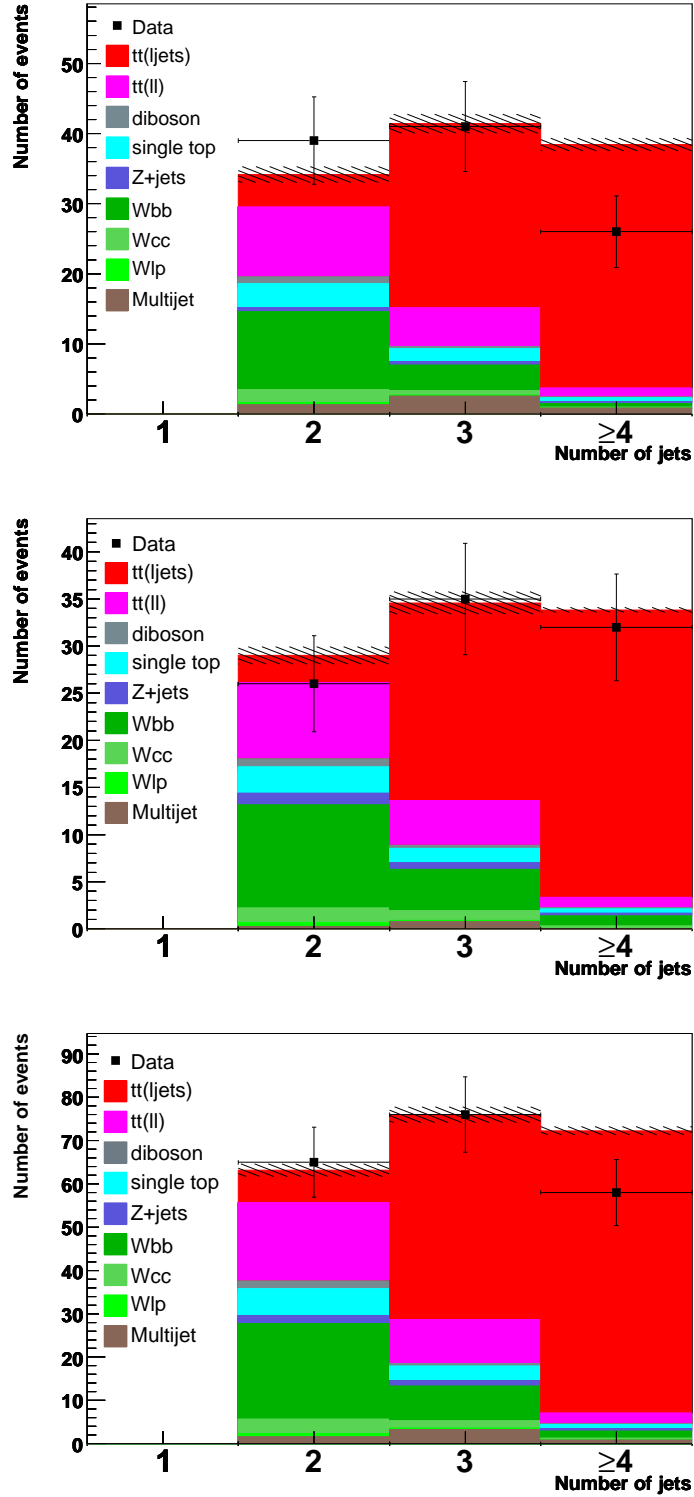 Number of events
50
40
30
20
10
0
Data
tt(ljets)
tt(ll)
diboson
single top
Z+jets
Wbb
Wcc
Wlp
Multijet
1 2 3 ≥4
Number of jets
Number of events
40
35
30
25
20
15
10
5
0
Data
tt(ljets)
tt(ll)
diboson
single top
Z+jets
Wbb
Wcc
Wlp
Multijet
1 2 3 ≥4
Number of jets
Number of events
90
80
70
60
50
40
30
20
10
0
Data
tt(ljets)
tt(ll)
diboson
single top
Z+jets
Wbb
Wcc
Wlp
Multijet
1 2 3 ≥4
Number of jets